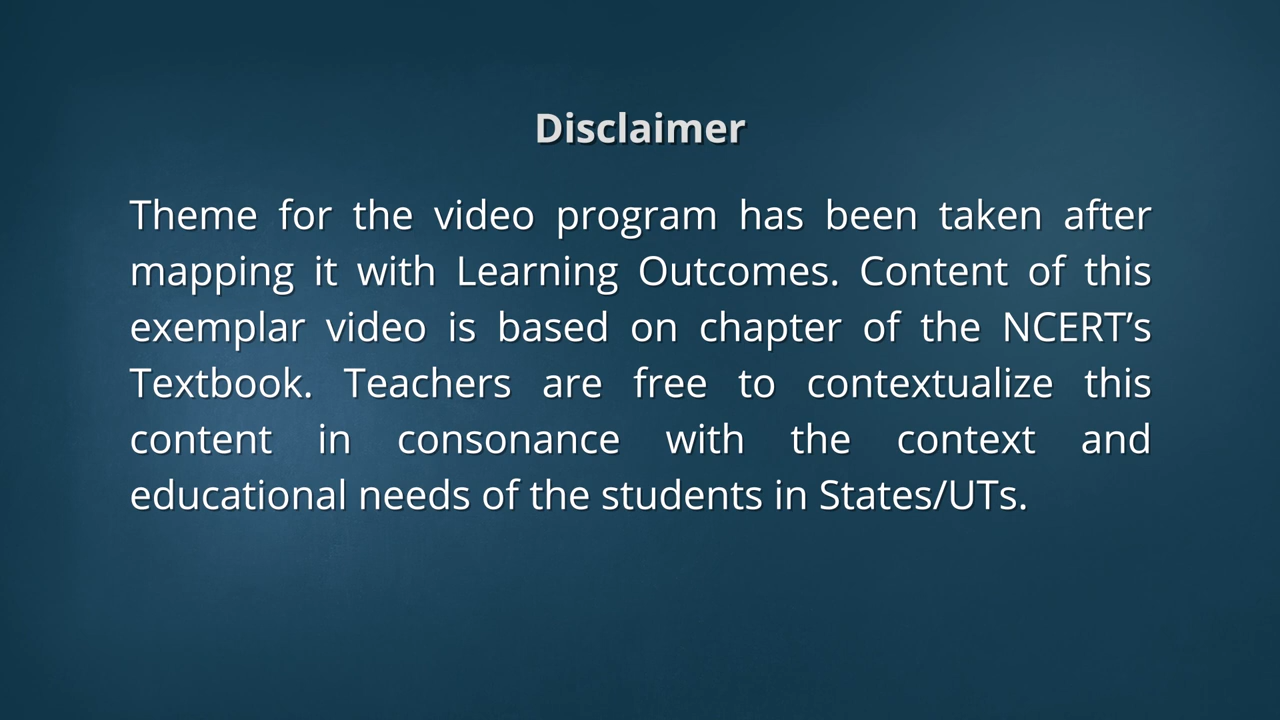 Disclaimer
Theme for the video program has been taken after
mapping it with Learning Outcomes. Content of this
exemplar video is based on chapter of the NCERT’s
Textbook. Teachers are free to contextualize this
content in consonance with the context and
educational needs of the students in States/UTs.